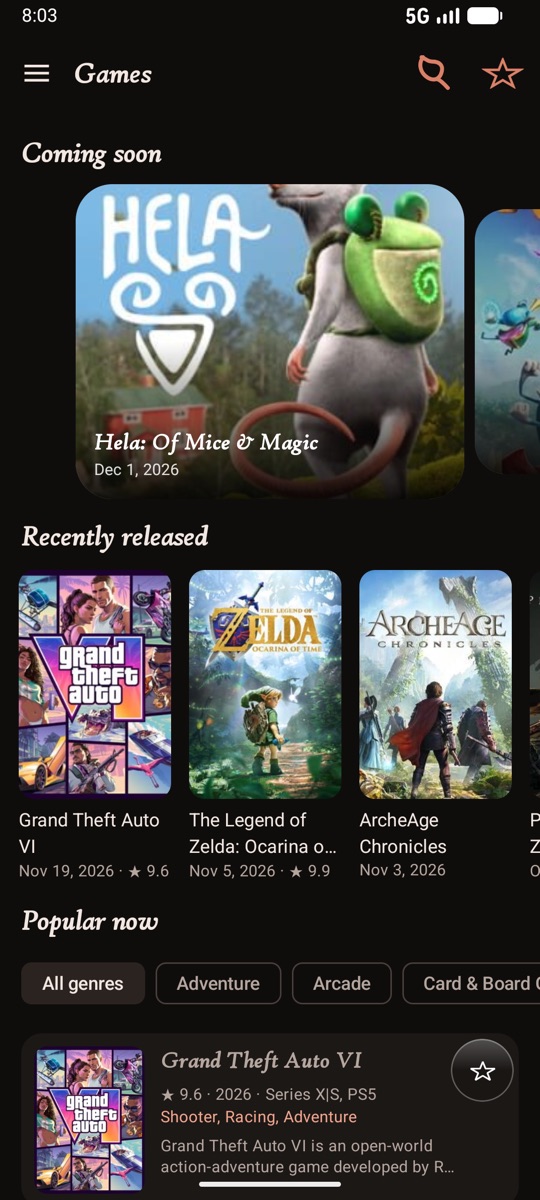 8:03
5G
Games
Coming soon
HELA
Hela: Of Mice & Magic
Dec 1, 2026
Recently released
grand
theft
auto
VI
THE LEGEND OF
ZELDA
OCARINA OF TIME
ARCHEAGE
CHRONICLES
Grand Theft Auto
VI
Nov 19, 2026 · ★ 9.6
The Legend of
Zelda: Ocarina o…
Nov 5, 2026 · ★ 9.9
ArcheAge
Chronicles
Nov 3, 2026
Popular now
All genres
Adventure
Arcade
Card & Board
grand
theft
auto
VI
Grand Theft Auto VI
★ 9.6 · 2026 · Series X|S, PS5
Shooter, Racing, Adventure
Grand Theft Auto VI is an open-world
action-adventure game developed by R…